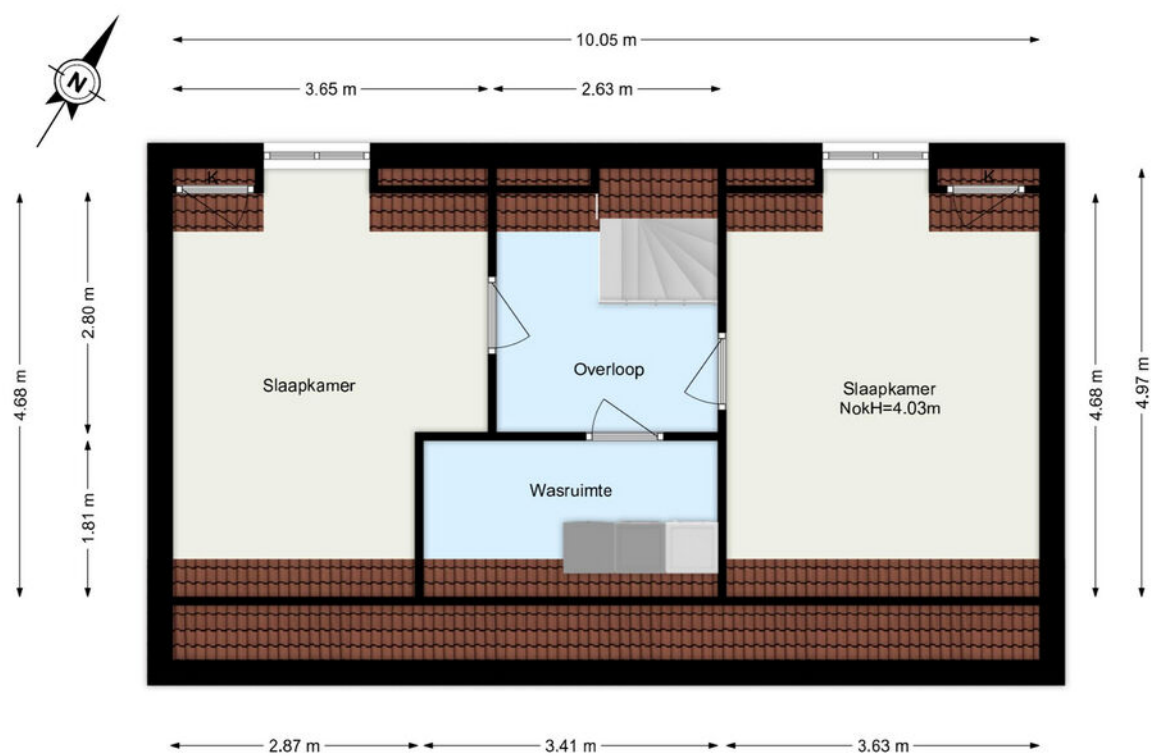 N
10.05 m
3.65 m
2.63 m
K
K
2.80 m
4.68 m
1.81 m
Slaapkamer
Overloop
Slaapkamer
NokH=4.03m
Wasruimte
4.68 m
4.97 m
2.87 m
3.41 m
3.63 m